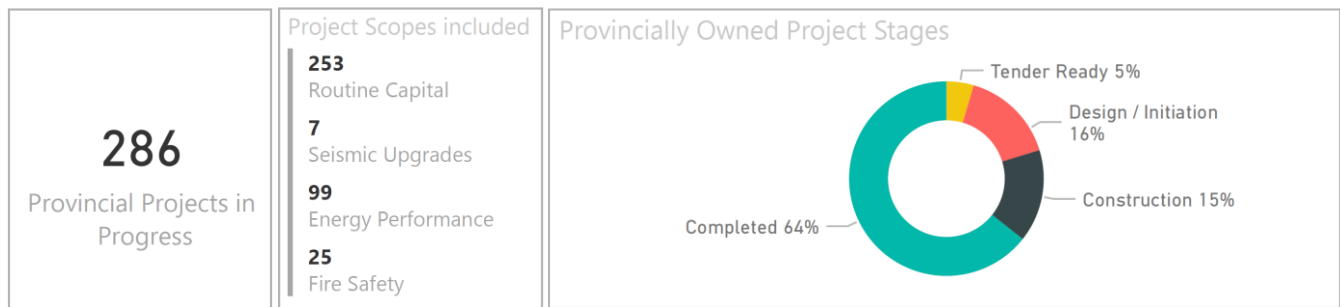 286
Provincial Projects in
Progress
Project Scopes included
253
Routine Capital
7
Seismic Upgrades
99
Energy Performance
25
Fire Safety
Provincially Owned Project Stages
Tender Ready 5%
Design / Initiation
16%
Construction 15%
Completed 64%